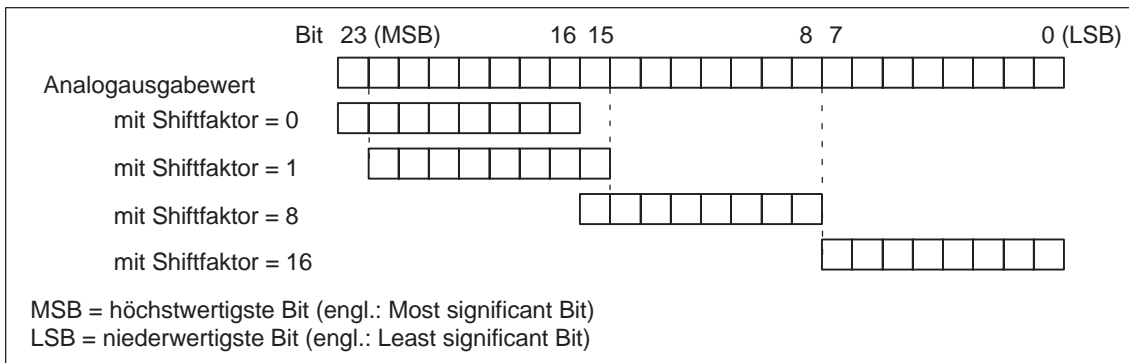 Bit 23 (MSB) 16 15 8 7 0 (LSB)
Analogausgabewert
mit Shiftfaktor = 0
mit Shiftfaktor = 1
mit Shiftfaktor = 8
mit Shiftfaktor = 16
MSB = höchstwertigste Bit (engl.: Most significant Bit)
LSB = niederwertigste Bit (engl.: Least significant Bit)